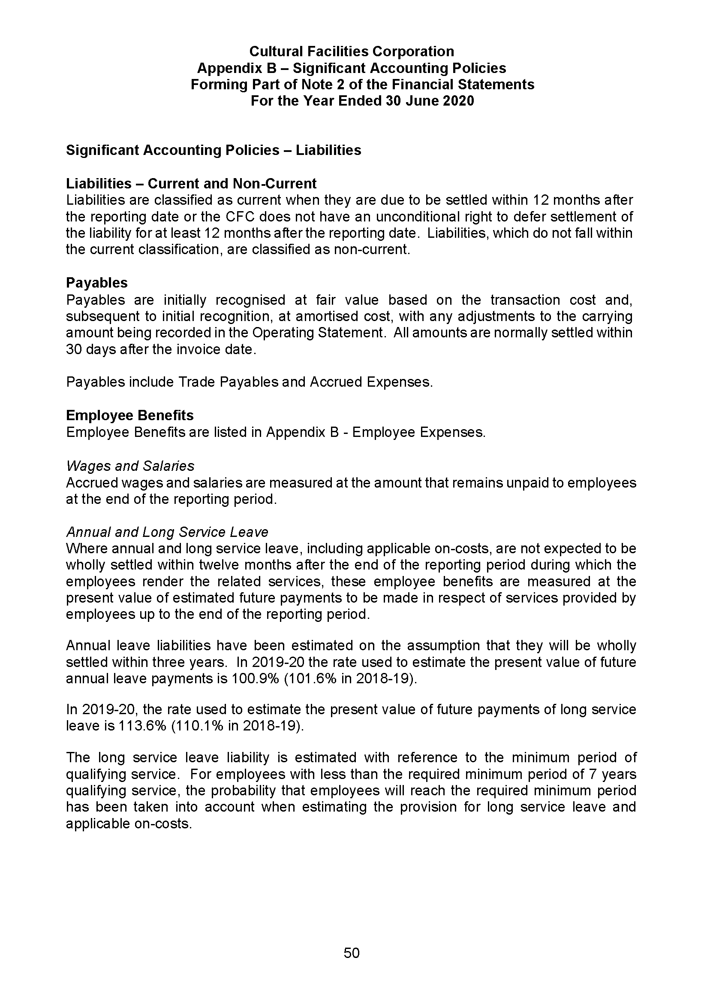 Cultural Facilities Corporation
Appendix B – Significant Accounting Policies
Forming Part of Note 2 of the Financial Statements
For the Year Ended 30 June 2020
Significant Accounting Policies – Liabilities
Liabilities – Current and Non-Current
Liabilities are classified as current when they are due to be settled within 12 months after
the reporting date or the CFC does not have an unconditional right to defer settlement of
the liability for at least 12 months after the reporting date.  Liabilities, which do not fall within
the current classification, are classified as non-current.
Payables
Payables are initially recognised at fair value based on the transaction cost and,
subsequent to initial recognition, at amortised cost, with any adjustments to the carrying
amount being recorded in the Operating Statement.  All amounts are normally settled within
30 days after the invoice date.
Payables include Trade Payables and Accrued Expenses.
Employee Benefits
Employee Benefits are listed in Appendix B - Employee Expenses.
Wages and Salaries
Accrued wages and salaries are measured at the amount that remains unpaid to employees
at the end of the reporting period.
Annual and Long Service Leave
Where annual and long service leave, including applicable on-costs, are not expected to be
wholly settled within twelve months after the end of the reporting period during which the
employees render the related services, these employee benefits are measured at the
present value of estimated future payments to be made in respect of services provided by
employees up to the end of the reporting period.
Annual leave liabilities have been estimated on the assumption that they will be wholly
settled within three years.  In 2019-20 the rate used to estimate the present value of future
annual leave payments is 100.9% (101.6% in 2018-19).
In 2019-20, the rate used to estimate the present value of future payments of long service
leave is 113.6% (110.1% in 2018-19).
The long service leave liability is estimated with reference to the minimum period of
qualifying service.  For employees with less than the required minimum period of 7 years
qualifying service, the probability that employees will reach the required minimum period
has been taken into account when estimating the provision for long service leave and
applicable on-costs.
50